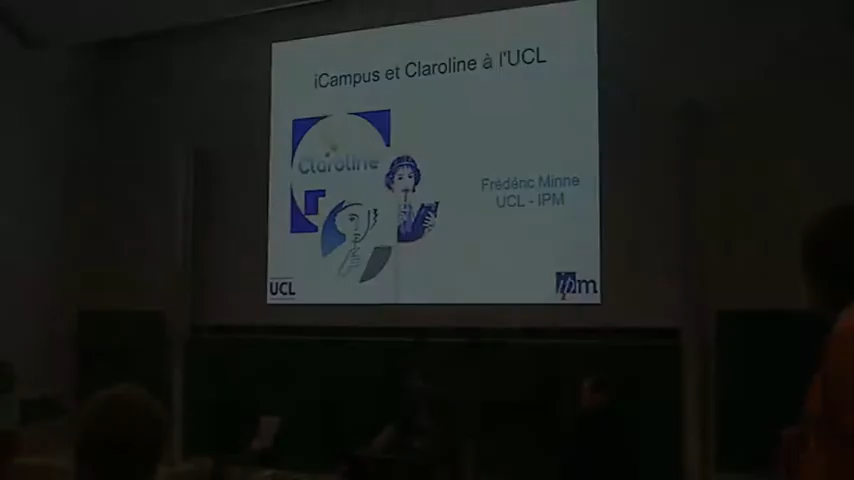 iCampus et Claroline à l'UCL
Claroline
Frédéric Minne
UCL - IPM
UCL
ipm